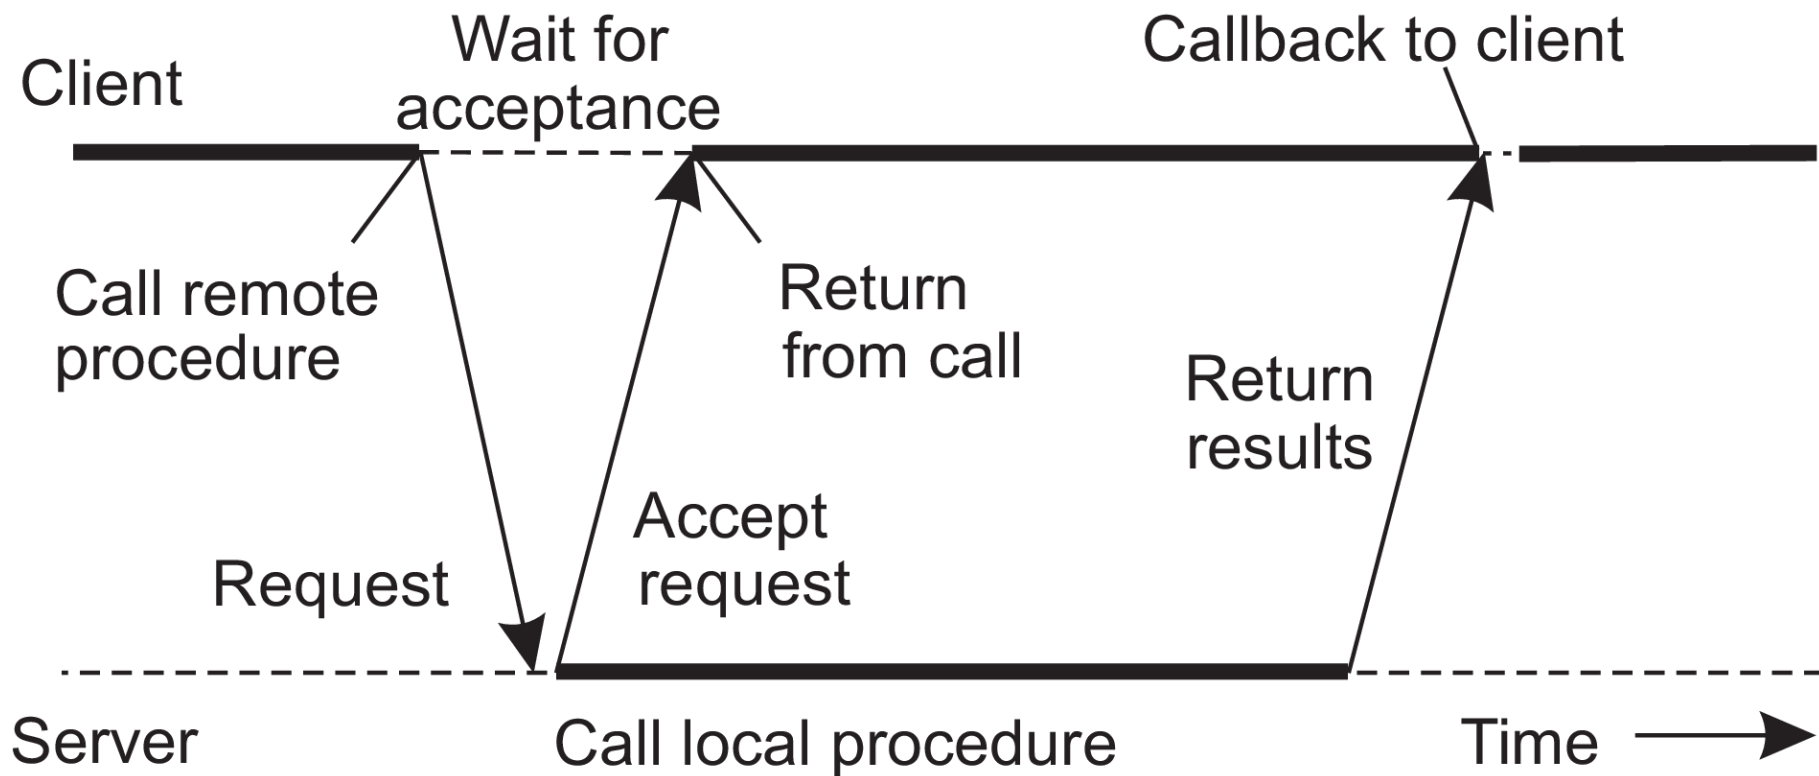 Client
Wait for
acceptance
Callback to client
Call remote
procedure
Return
from call
Return
results
Request
Accept
request
Server
Call local procedure
Time